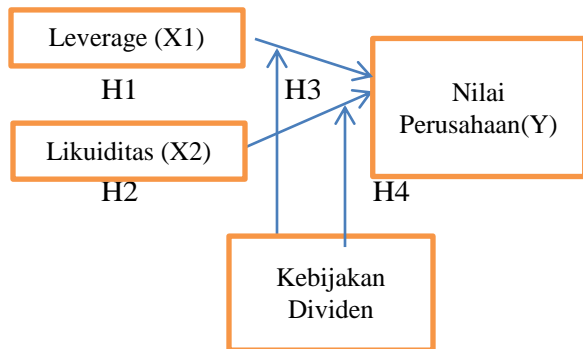 Leverage (X1)
H1
H3
Nilai
Perusahaan(Y)
Likuiditas (X2)
H2
H4
Kebijakan
Dividen